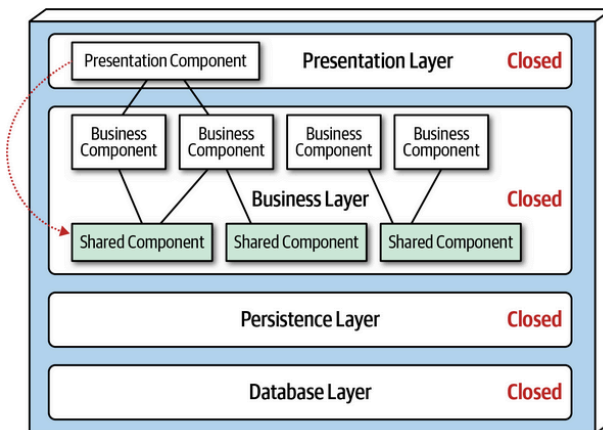 Presentation Component
Presentation Layer
Closed
Business
Component
Business
Component
Business
Component
Business
Component
Business Layer
Closed
Shared Component
Shared Component
Shared Component
Persistence Layer
Closed
Database Layer
Closed